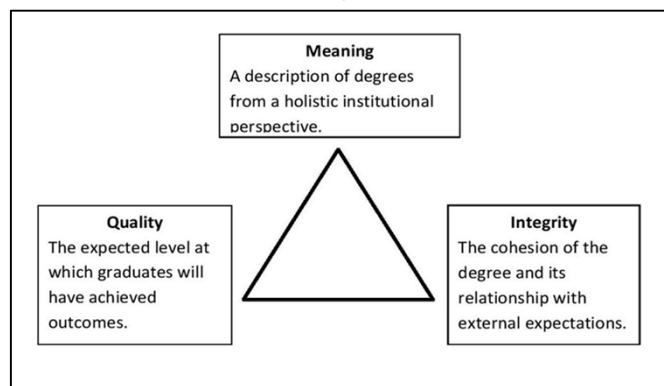 Meaning
A description of degrees
from a holistic institutional
perspective.
Quality
The expected level at
which graduates will
have achieved
outcomes.
Integrity
The cohesion of the
degree and its
relationship with
external expectations.